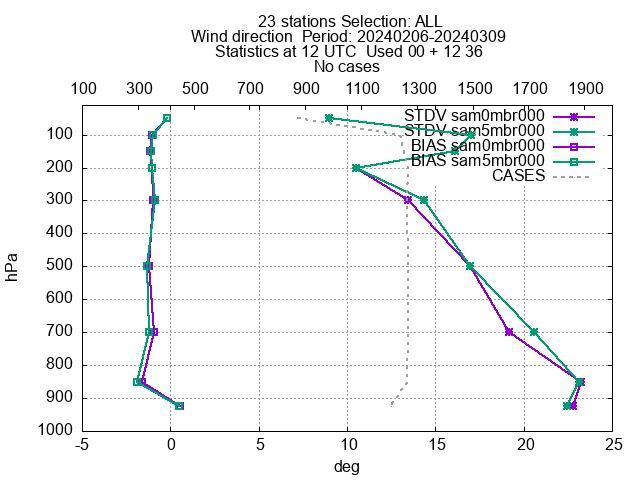 23 stations Selection: ALL
Wind direction  Period: 20240206-20240309
Statistics at 12 UTC  Used 00 + 12 36
No cases
100 300 500 700 900 1100 1300 1500 1700 1900
STDV sam0mbr000
STDV sam5mbr000
BIAS sam0mbr000
BIAS sam5mbr000
CASES
100
200
300
400
500
600
700
800
900
1000
hPa
-5 0 5 10 15 20 25
deg